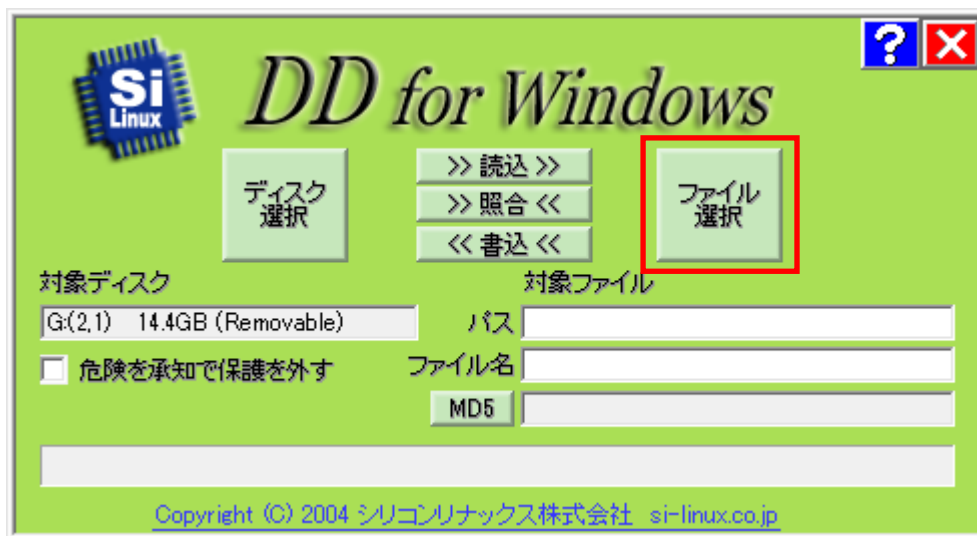 Si
Linux
DD for Windows
?
ディスク
選択
>> 読込 >>
>> 照合 <<
<< 書込 <<
ファイル
選択
対象ディスク
対象ファイル
G:(2,1) 14.4GB (Removable)
パス
危険を承知で保護を外す
ファイル名
MD5
Copyright (C) 2004 シリコンリナックス株式会社 si-linux.co.jp